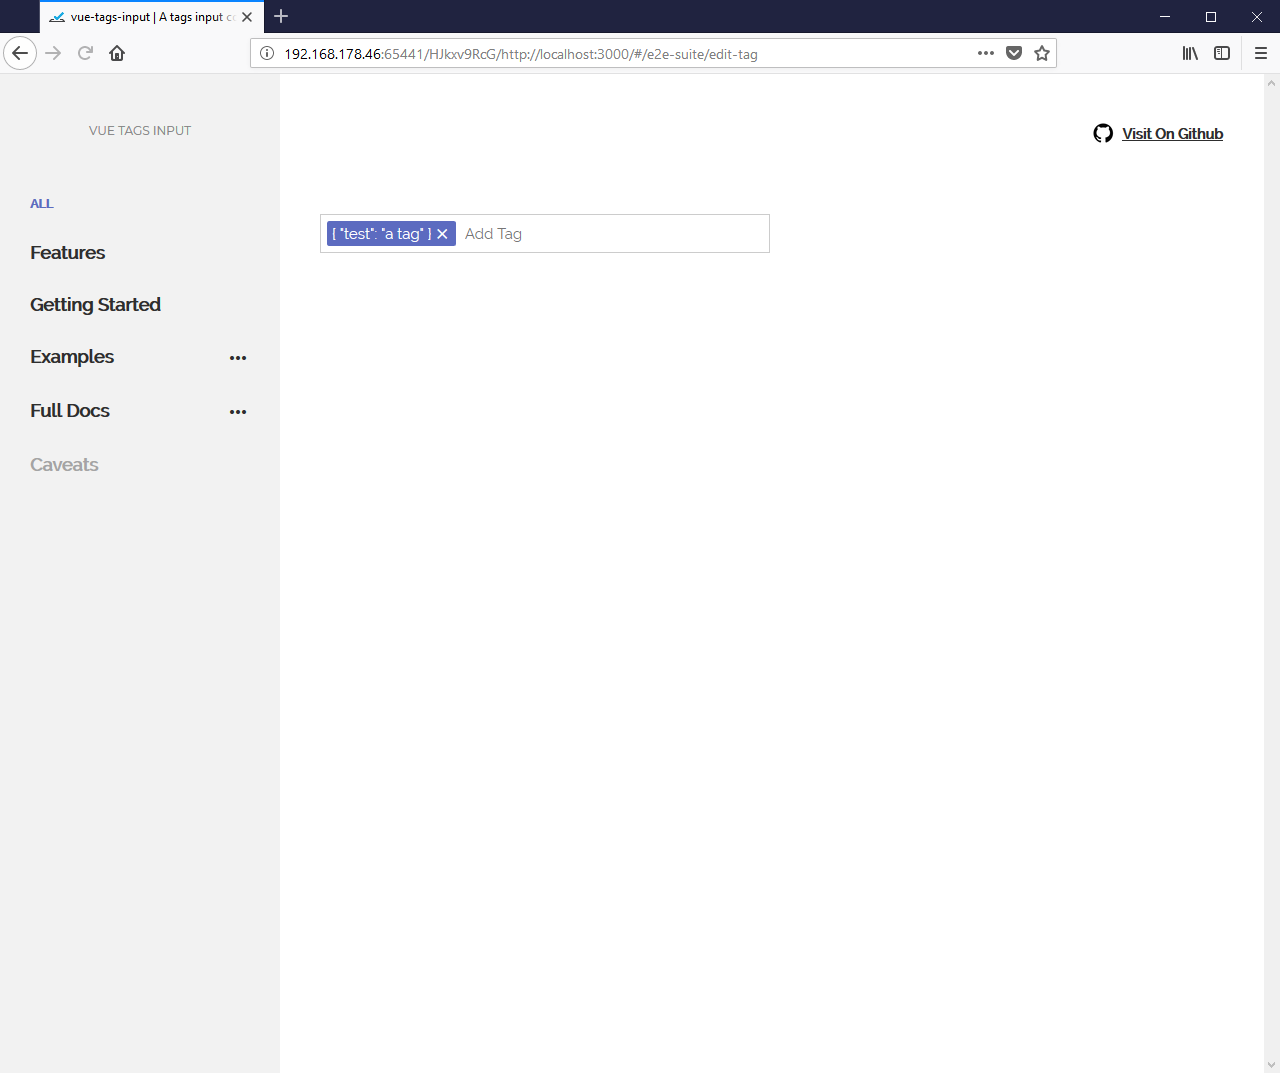 vue-tags-input | A tags input c
192.168.178.46:65441/HJkxv9RcG/http://localhost:3000/#/e2e-suite/edit-tag
VUE TAGS INPUT
Visit On Github
ALL
{ "test": "a tag" }
Add Tag
Features
Getting Started
Examples
Full Docs
Caveats